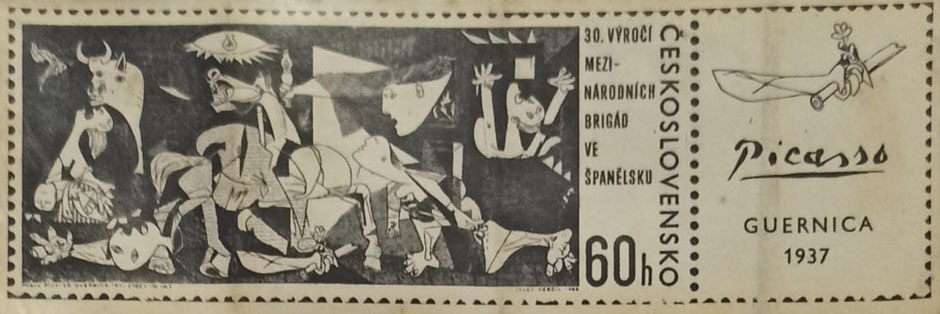 30. VÝROČÍ
MEZI-
NÁRODNÍCH
BRIGÁD
VE
ŠPANĚLSKU
60h
ČESKOSLOVENSKO
Picasso
GUERNICA
1937